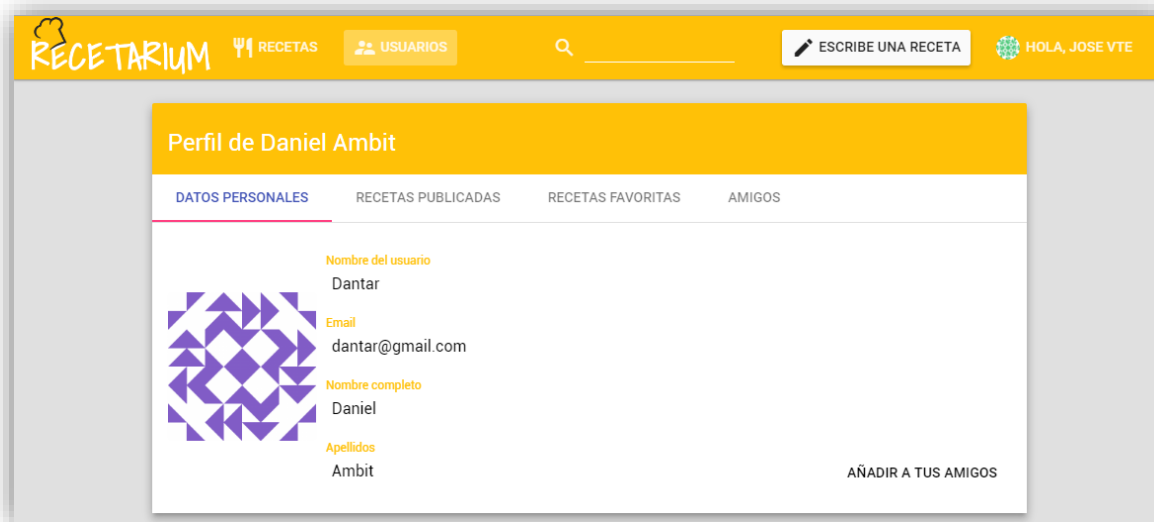 RECETARIUM RECETAS USUARIOS ESCRIBE UNA RECETA HOLA, JOSE VTE
Perfil de Daniel Ambit
DATOS PERSONALES RECETAS PUBLICADAS RECETAS FAVORITAS AMIGOS
Nombre del usuario
Dantar
Email
dantar@gmail.com
Nombre completo
Daniel
Apellidos
Ambit AÑADIR A TUS AMIGOS